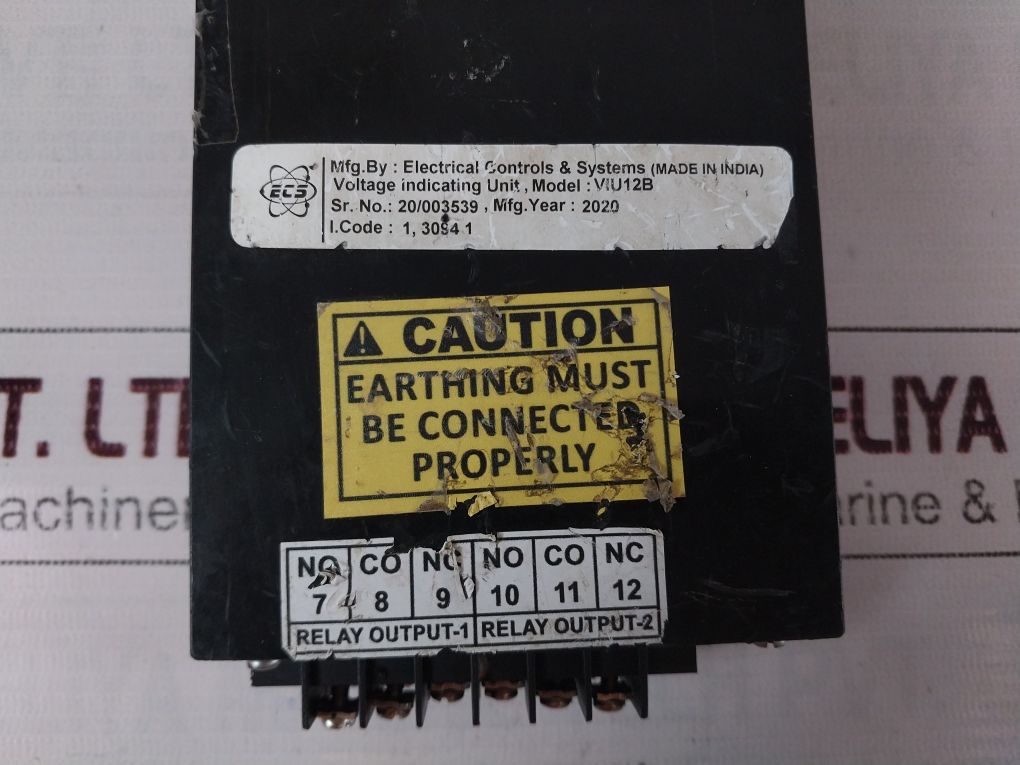 ECS
Mfg.By : Electrical Controls & Systems (MADE IN INDIA)
Voltage indicating Unit , Model : VIU12B
Sr. No.: 20/003539 , Mfg.Year : 2020
I.Code : 1, 3094 1
CAUTION
EARTHING MUST
BE CONNECTED
PROPERLY
T. LT ELIYA
achine rine &
NO CO NC NO CO NC
7 8 9 10 11 12
RELAY OUTPUT-1 RELAY OUTPUT-2